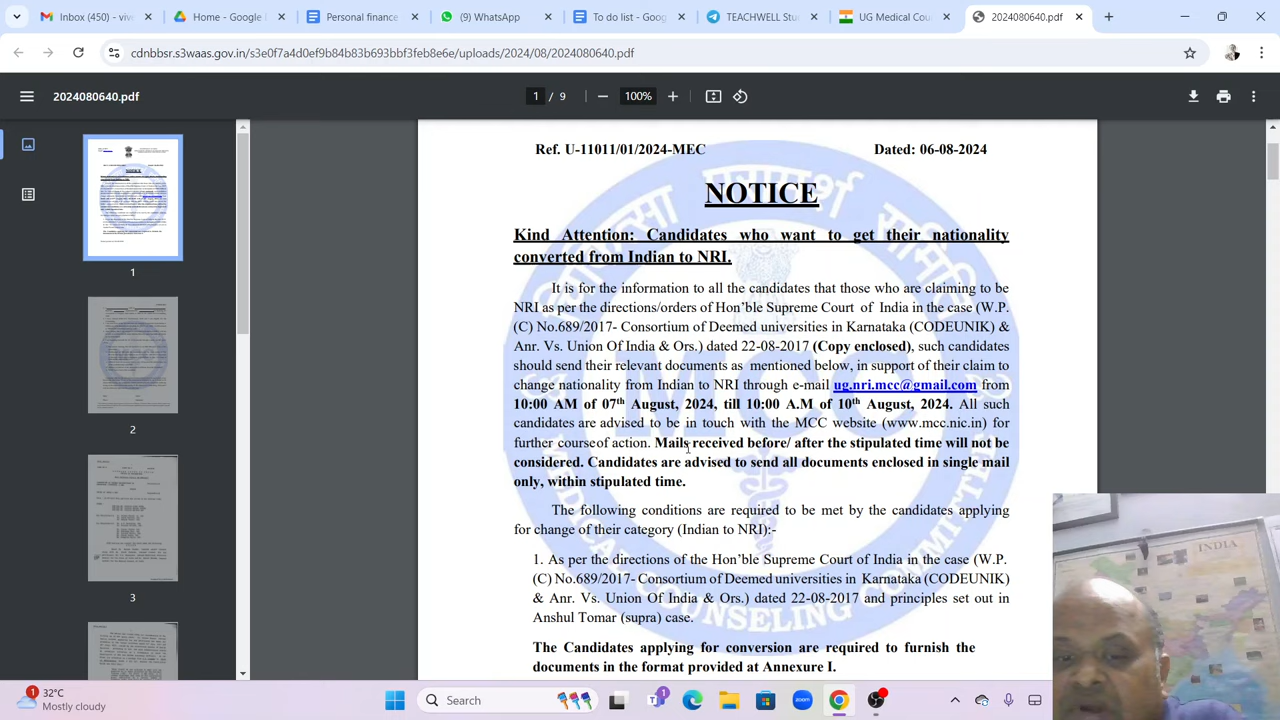 Inbox (450) - viv
Home - Google
Personal financ
(9) WhatsApp
To do list - Goog
TEACHWELL Stu
UG Medical Cou
2024080640.pdf
cdnbbsr.s3waas.gov.in/s3e0f7a4d0ef9b84b83b693bbf3feb8e6e/uploads/2024/08/2024080640.pdf
2024080640.pdf
1 / 9
100%
1
2
3
Ref. U-11011/01/2024-MEC Dated: 06-08-2024
NOTICE
Kind Attention: Candidates who want to get their nationality
converted from Indian to NRI.
It is for the information to all the candidates that those who are claiming to be
NRI as per the directions/orders of Hon'ble Supreme Court of India in the case (W.P.
(C) No.689/2017- Consortium of Deemed universities in Karnataka (CODEUNIK) &
Anr. Vs. Union Of India & Ors.) dated 22-08-2017 (Copy enclosed), such candidates
should send their relevant documents as mentioned below, in support of their claim to
change nationality from Indian to NRI through e-mail ug.nri.mcc@gmail.com from
10:00 A.M of 07th August, 2024, till 10:00 A.M of 10th August, 2024. All such
candidates are advised to be in touch with the MCC website (www.mcc.nic.in) for
further course of action. Mails received before/ after the stipulated time will not be
considered. Candidates are advised to send all documents enclosed in single mail
only within stipulated time.
Following conditions are required to be met by the candidates applying
for change of their category (Indian to NRI):-
1. As per the directions of the Hon'ble Supreme Court of India in the case (W.P.
(C) No.689/2017- Consortium of Deemed universities in Karnataka (CODEUNIK)
& Anr. Vs. Union Of India & Ors.) dated 22-08-2017 and principles set out in
Anshul Tomar (supra) case.
The Candidates applying for conversion are required to furnish the
documents in the format provided at Annexure I.
INDIA
1
32°C
Mostly cloudy
Search
1
zoom